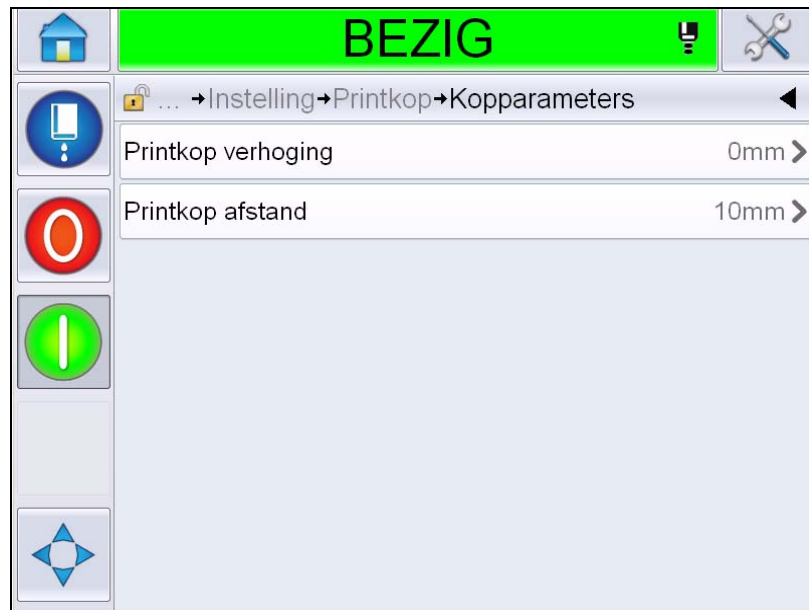 BEZIG
... →Instelling→Printkop→Kopparameters
Printkop verhoging 0mm
Printkop afstand 10mm